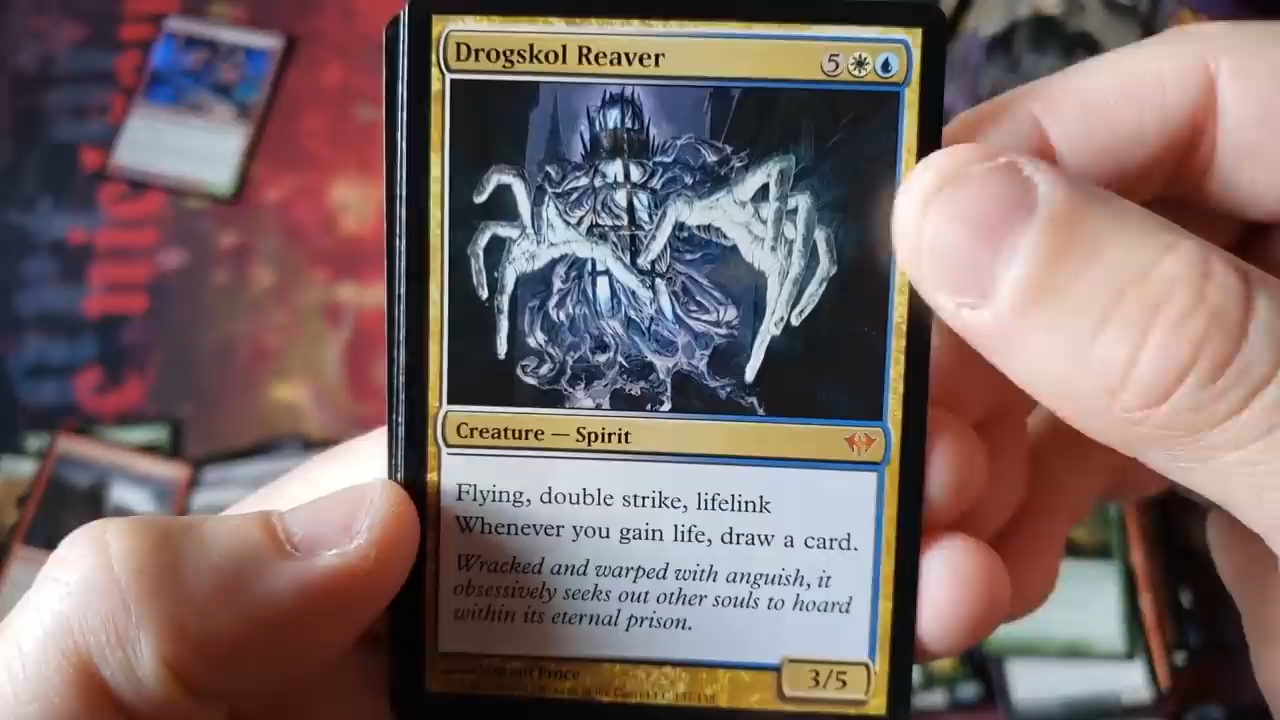 Drogskol Reaver
5
Creature — Spirit
Flying, double strike, lifelink
Whenever you gain life, draw a card.
Wracked and warped with anguish, it
obsessively seeks out other souls to hoard
within its eternal prison.
3/5